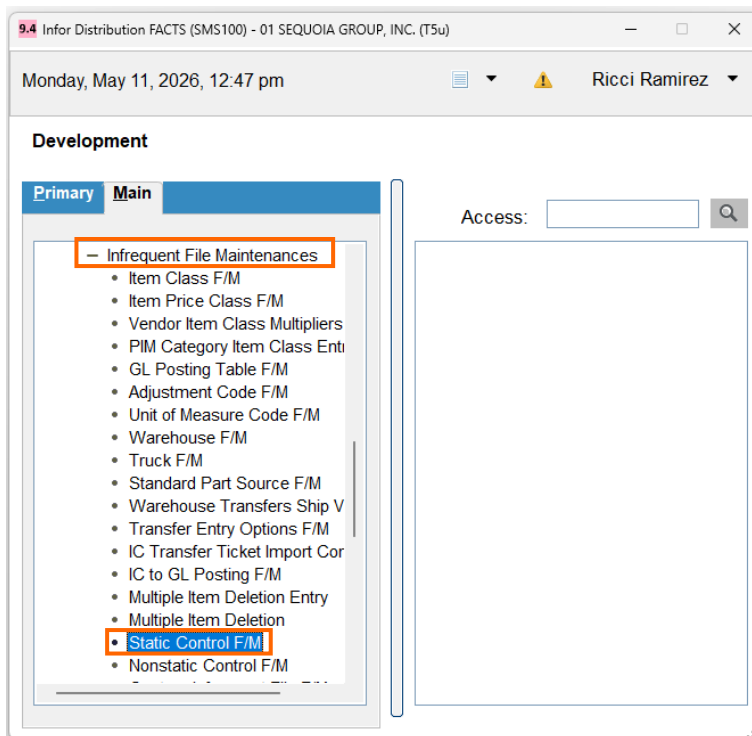 9.4 Infor Distribution FACTS (SMS100) - 01 SEQUOIA GROUP, INC. (T5u)
Monday, May 11, 2026, 12:47 pm Ricci Ramirez
Development
Primary Main
Access:
Infrequent File Maintenances
Item Class F/M
Item Price Class F/M
Vendor Item Class Multipliers
PIM Category Item Class Ent
GL Posting Table F/M
Adjustment Code F/M
Unit of Measure Code F/M
Warehouse F/M
Truck F/M
Standard Part Source F/M
Warehouse Transfers Ship V
Transfer Entry Options F/M
IC Transfer Ticket Import Cor
IC to GL Posting F/M
Multiple Item Deletion Entry
Multiple Item Deletion
Static Control F/M
Nonstatic Control F/M